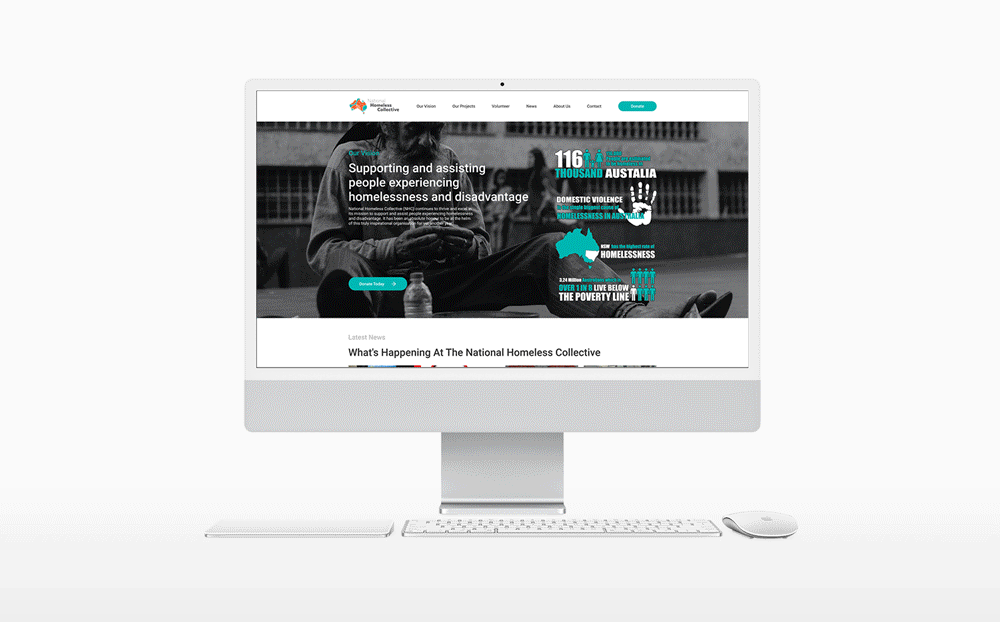 National
Homeless
Collective
Our Vision
Our Projects
Volunteer
News
About Us
Contact
Donate
Our Vision
Supporting and assisting
people experiencing
homelessness and disadvantage
National Homeless Collective (NHC) continues to thrive and excel in
its mission to support and assist people experiencing homelessness
and disadvantage. It has been an absolute honour to be at the helm
of this truly inspirational organisation for yet another year.
Donate Today
116
THOUSAND AUSTALIA
DOMESTIC VIOLENCE
HOMELESSNESS IN AUSTRALIA
NSW has the highest rate of
HOMELESSNESS
3.24 Million
OVER 1 IN 8 LIVE BELOW
THE POVERTY LINE
Latest News
What's Happening At The National Homeless Collective